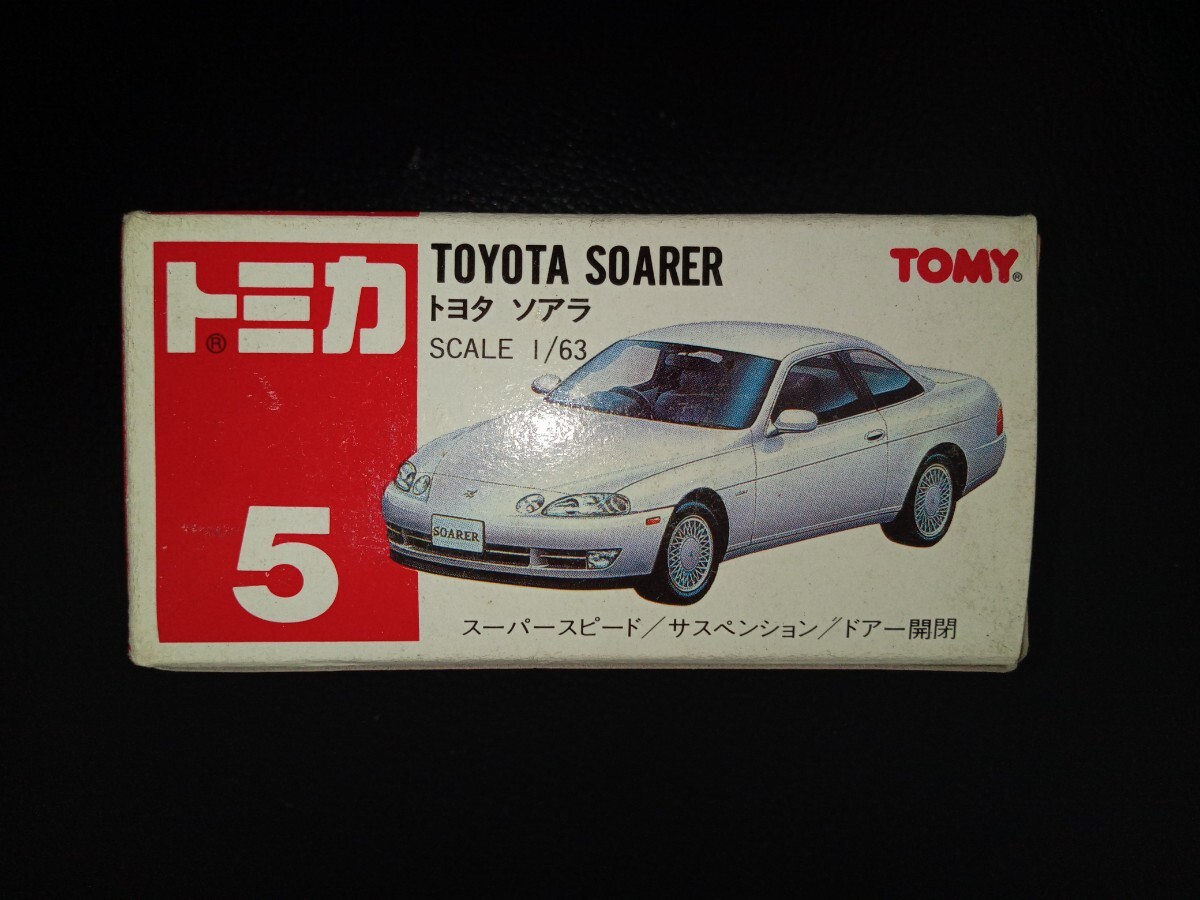 トミカ®
5
TOYOTA SOARER
トヨタ ソアラ
SCALE 1/63
TOMY®
SOARER
スーパースピード/サスペンション/ドアー開閉